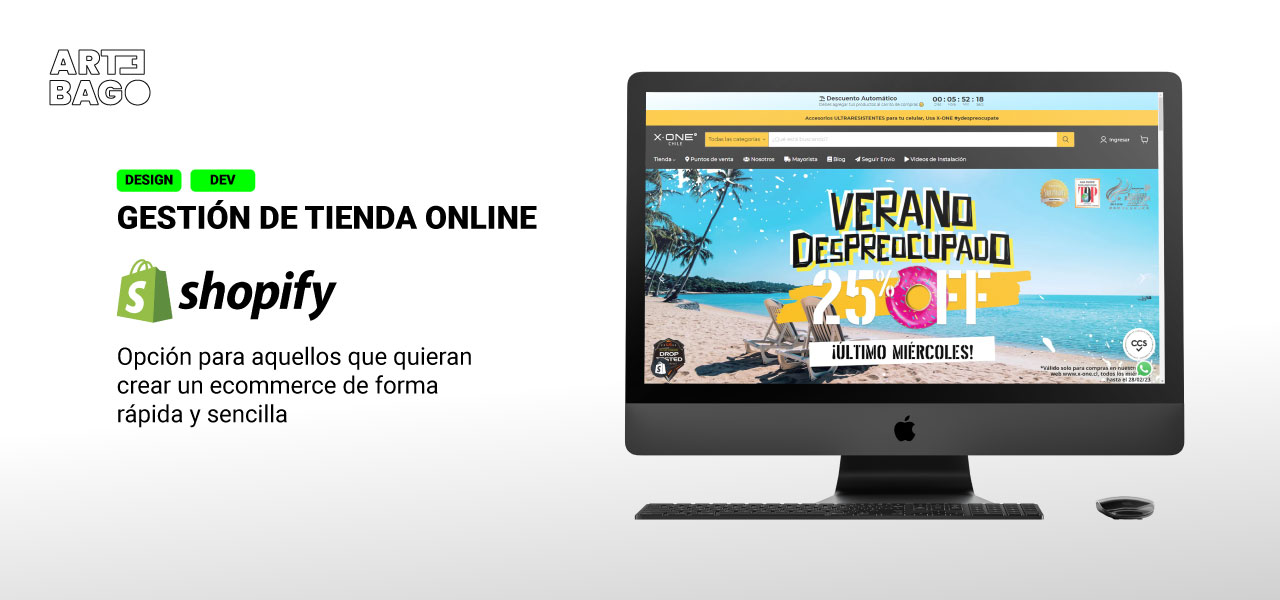 ARTE
BAGO
DESIGN DEV
GESTIÓN DE TIENDA ONLINE
shopify
Opción para aquellos que quieran
crear un ecommerce de forma
rápida y sencilla
Descuento Automático
00 : 05 : 52 : 18
Accesorios ULTRARESISTENTES para tu celular, Usa X-ONE #ydespreocupate
X-ONE
CHILE
Todas las categorías
¿Qué está buscando?
Ingresar
Tienda Puntos de venta Nosotros Mayorista Blog Seguir Envío Videos de Instalación
VERANO
DESPREOCUPADO
25% OFF
¡ULTIMO MIÉRCOLES!
DROP
TESTED
CCS
*Válido solo para compras en nuestr
web www.x-one.cl, todos los mié
hasta el 28/02/23